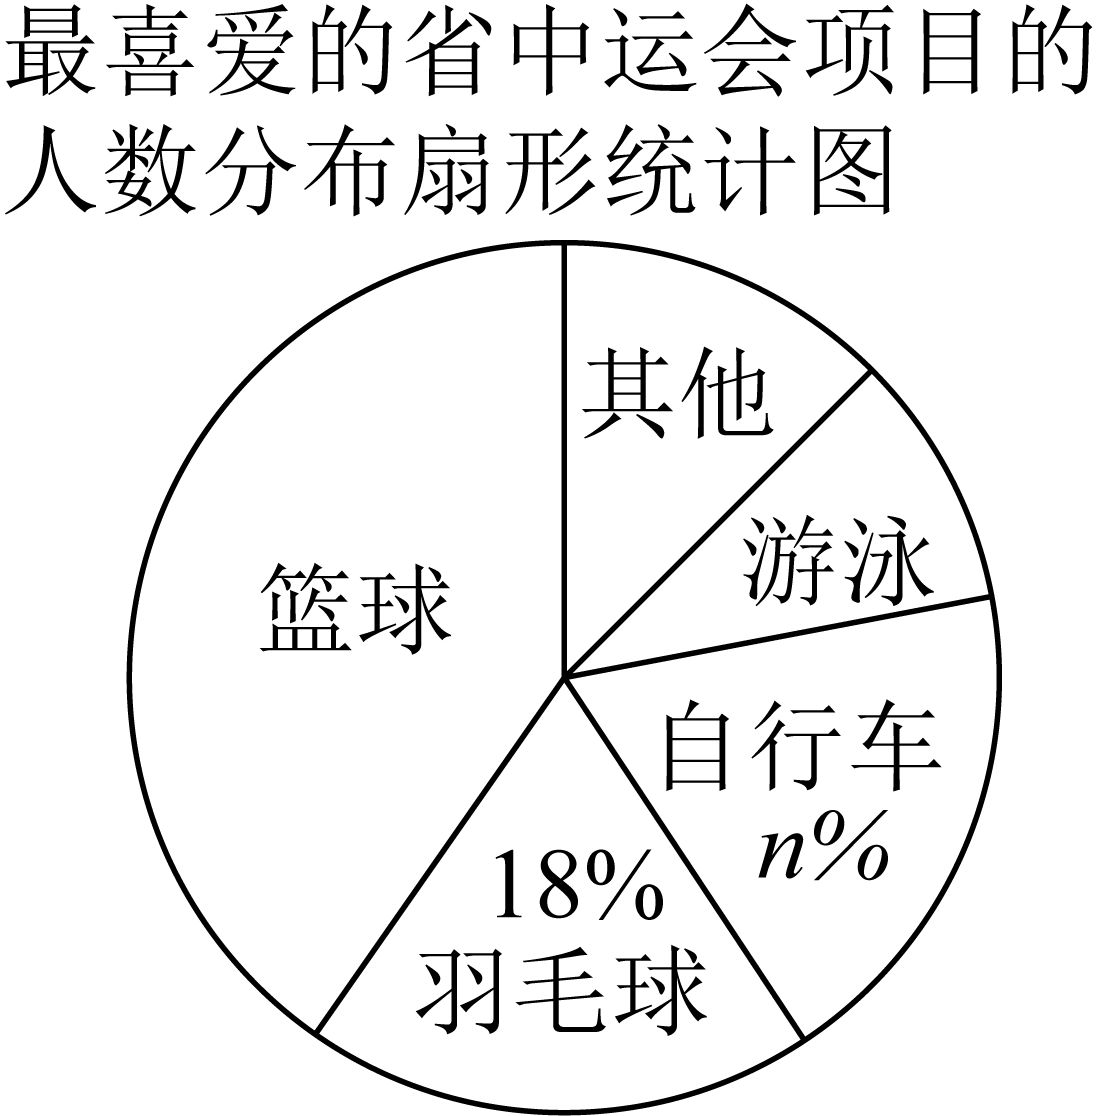 最喜爱的省中运会项目的
人数分布扇形统计图
其他
游泳
篮球
自行车
n%
18%
羽毛球